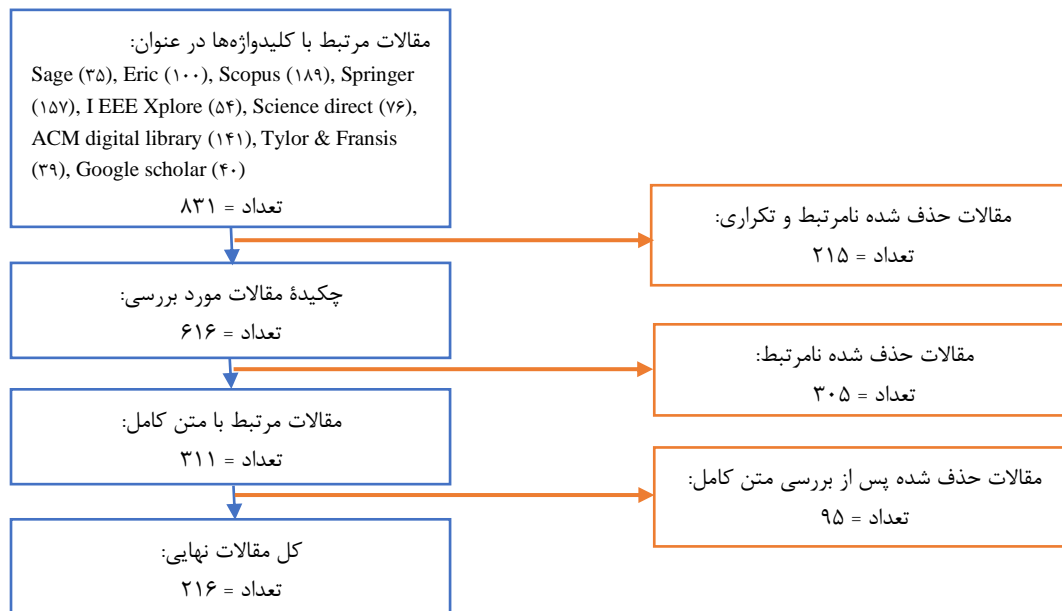 مقالات مرتبط با کلیدواژه‌ها در عنوان:
Sage (۳۵), Eric (۱۰۰), Scopus (۱۸۹), Springer
(۱۵۷), I EEE Xplore (۵۴), Science direct (۷۶),
ACM digital library (۱۴۱), Tylor & Fransis
(۳۹), Google scholar (۴۰)
تعداد = ۸۳۱
مقالات حذف شده نامرتبط و تکراری:
تعداد = ۲۱۵
چکیدۀ مقالات مورد بررسی:
تعداد = ۶۱۶
مقالات حذف شده نامرتبط:
تعداد = ۳۰۵
مقالات مرتبط با متن کامل:
تعداد = ۳۱۱
مقالات حذف شده پس از بررسی متن کامل:
تعداد = ۹۵
کل مقالات نهایی:
تعداد = ۲۱۶